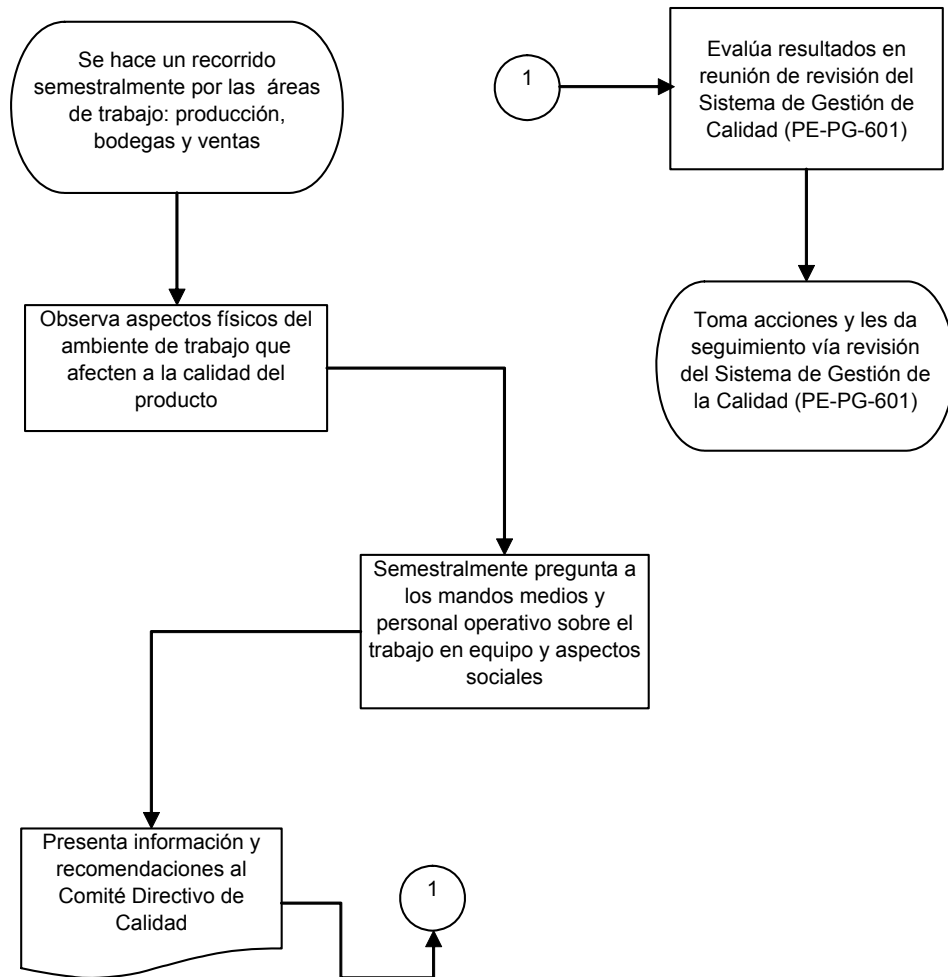 Se hace un recorrido
semestralmente por las  áreas
de trabajo: producción,
bodegas y ventas
Observa aspectos físicos del
ambiente de trabajo que
afecten a la calidad del
producto
Semestralmente pregunta a
los mandos medios y
personal operativo sobre el
trabajo en equipo y aspectos
sociales
Presenta información y
recomendaciones al
Comité Directivo de
Calidad
1
1
Evalúa resultados en
reunión de revisión del
Sistema de Gestión de
Calidad (PE-PG-601)
Toma acciones y les da
seguimiento vía revisión
del Sistema de Gestión de
la Calidad (PE-PG-601)